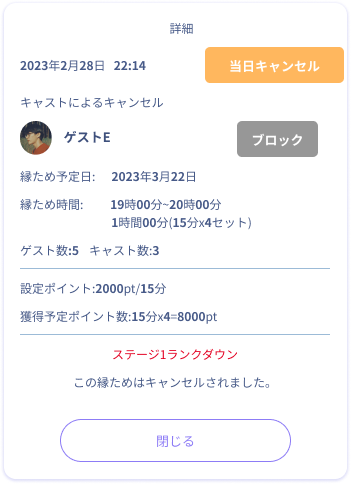 詳細
2023年2月28日 22:14 当日キャンセル
キャストによるキャンセル
ゲストE ブロック
縁ため予定日: 2023年3月22日
縁ため時間: 19時00分~20時00分
1時間00分(15分x4セット)
ゲスト数:5 キャスト数:3
設定ポイント:2000pt/15分
獲得予定ポイント数:15分x4=8000pt
ステージ1ランクダウン
この縁ためはキャンセルされました。
閉じる